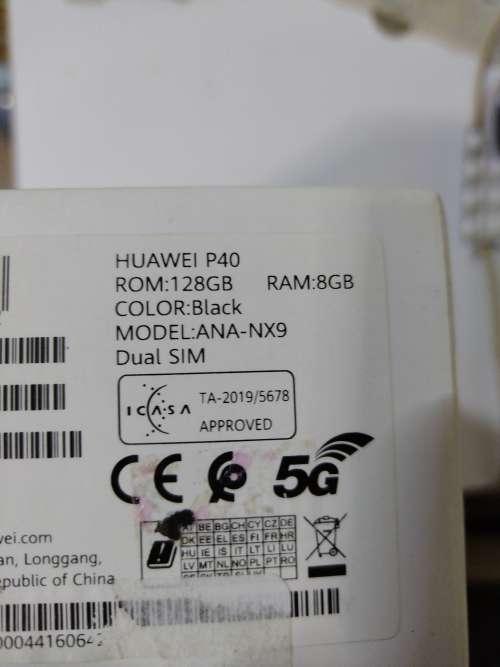 HUAWEI P40
ROM:128GB RAM:8GB
COLOR:Black
MODEL:ANA-NX9
Dual SIM
ICASA TA-2019/5678
APPROVED
CE 5G
BE BG CH CY CZ DE
DK EE EL ES FI FR HR
HU IE IS IT LT LI LU
LV MT NL NO PL PT RO
wei.com
an, Longgang,
epublic of China
000441606